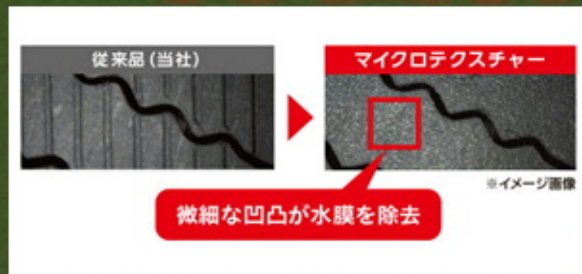 従来品(当社)
マイクロテクスチャー
※イメージ画像
微細な凹凸が水膜を除去